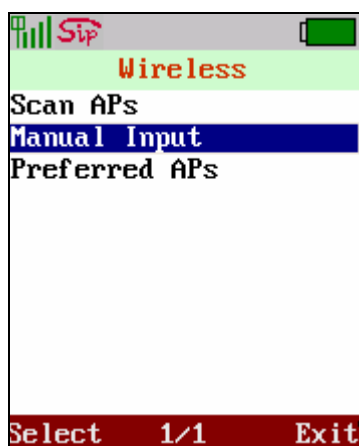 Sip
Wireless
Scan APs
Manual Input
Preferred APs
Select 1/1 Exit